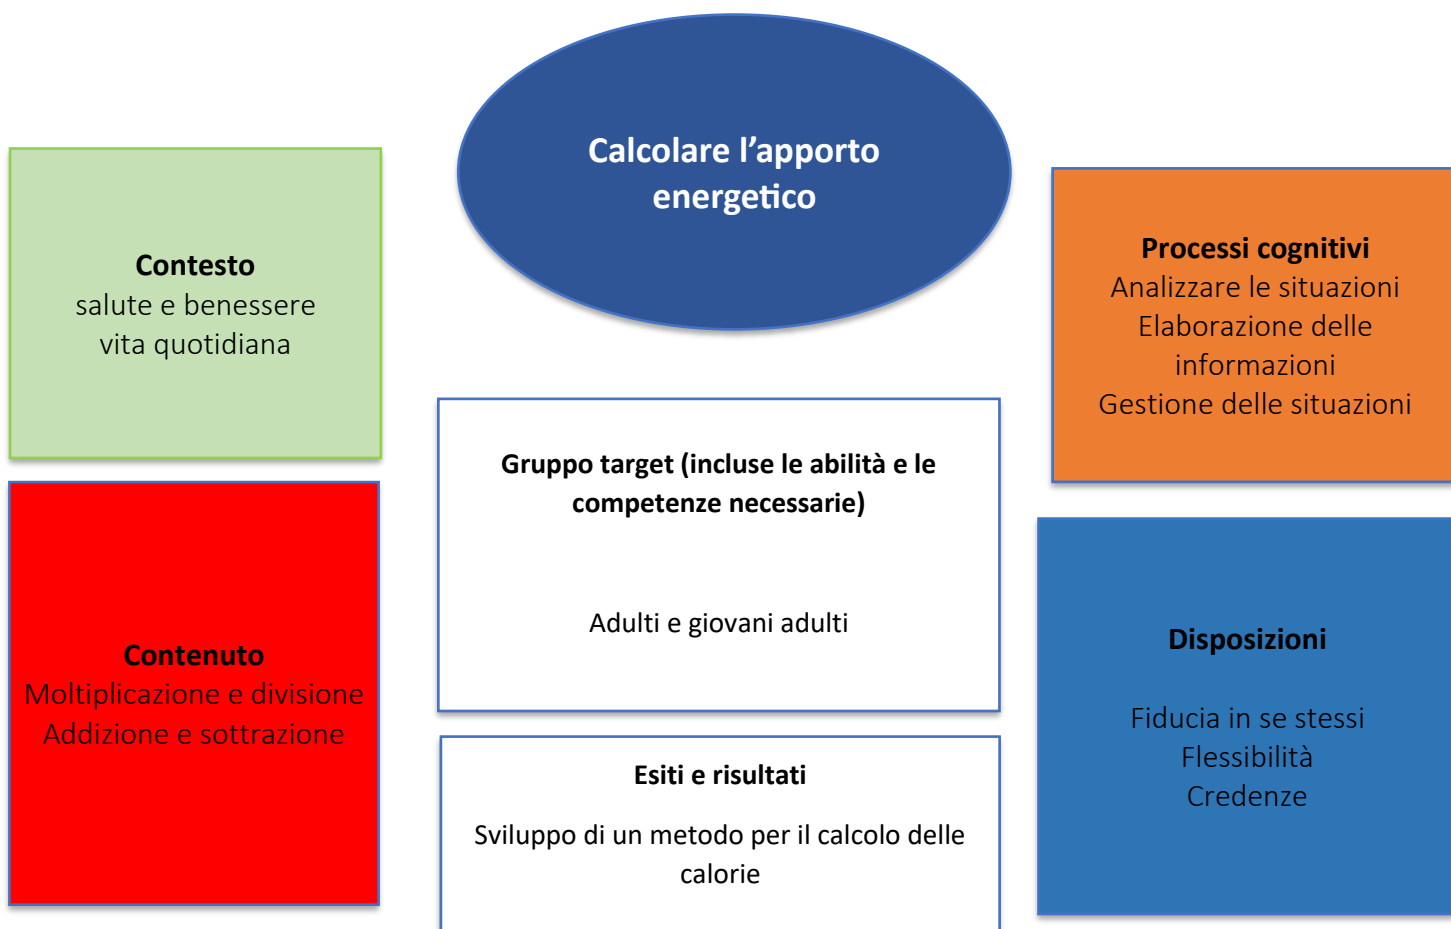 Calcolare l’apporto
energetico
Contesto
salute e benessere
vita quotidiana
Processi cognitivi
Analizzare le situazioni
Elaborazione delle
informazioni
Gestione delle situazioni
Gruppo target (incluse le abilità e le
competenze necessarie)
Adulti e giovani adulti
Contenuto
Moltiplicazione e divisione
Addizione e sottrazione
Disposizioni
Fiducia in se stessi
Flessibilità
Credenze
Esiti e risultati
Sviluppo di un metodo per il calcolo delle
calorie